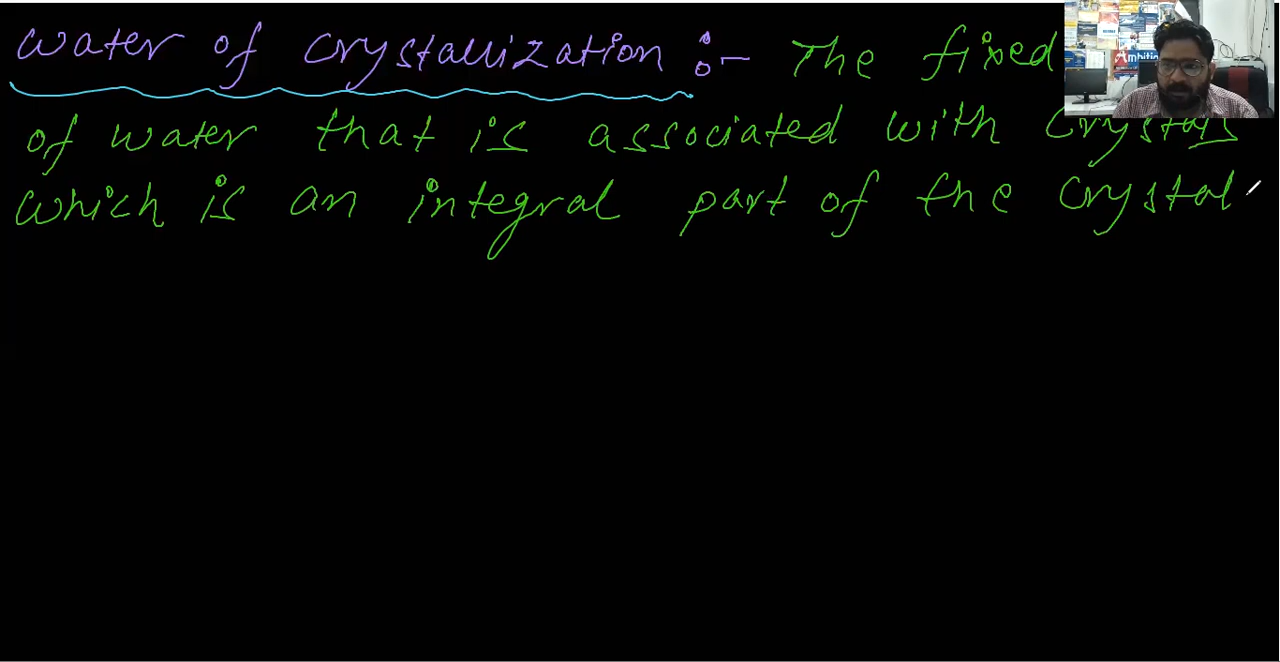 Water of Crystallization :- The fixed
of water that is associated with Crystals
which is an integral part of the Crystal
Ambitio